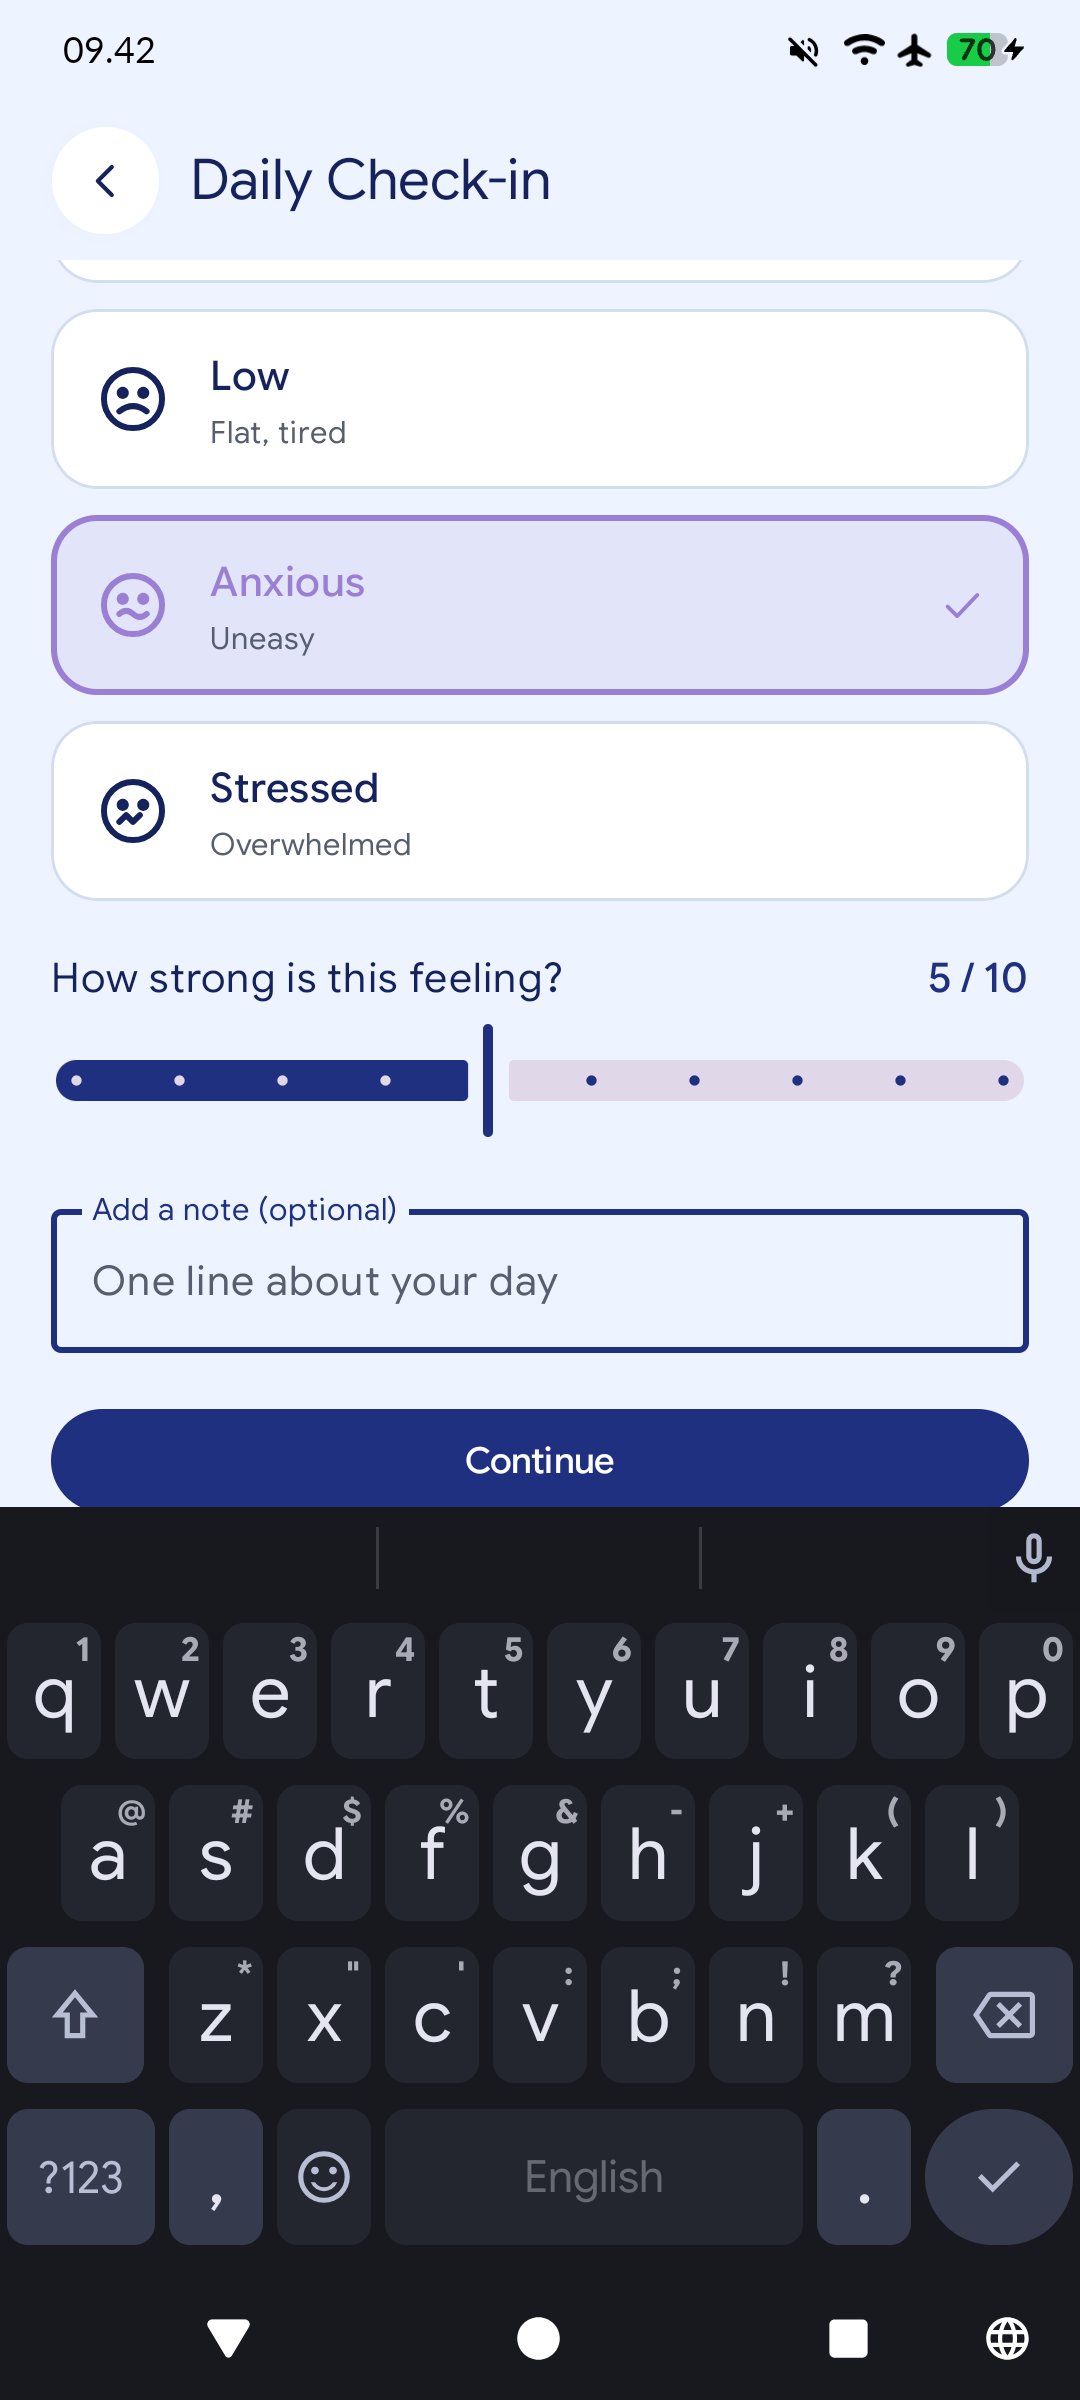 09.42
70
Daily Check-in
Low
Flat, tired
Anxious
Uneasy
Stressed
Overwhelmed
How strong is this feeling? 5 / 10
Add a note (optional)
One line about your day
Continue
1 2 3 4 5 6 7 8 9 0
q w e r t y u i o p
@ # $ % & - + ( )
a s d f g h j k l
* " ' : ; ! ?
z x c v b n m
?123 , English .